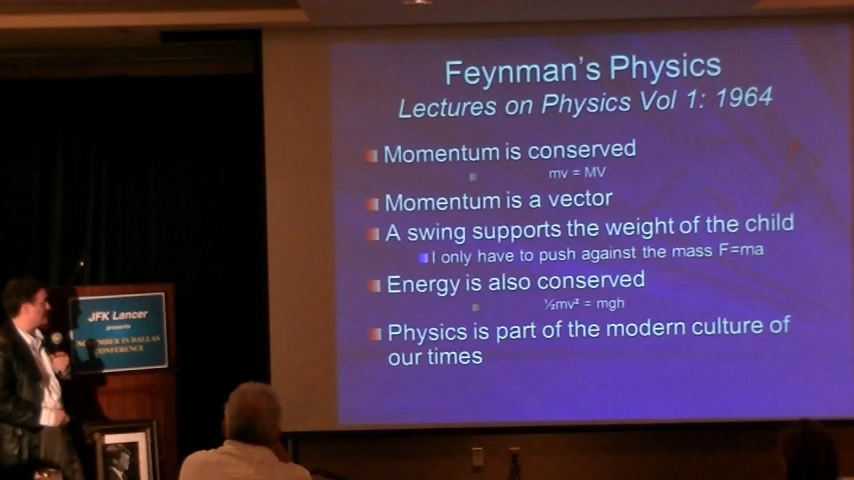 Feynman's Physics
Lectures on Physics Vol 1: 1964
Momentum is conserved
mv = MV
Momentum is a vector
A swing supports the weight of the child
I only have to push against the mass F=ma
Energy is also conserved
½mv² = mgh
Physics is part of the modern culture of
our times
JFK Lancer
presents
NOVEMBER IN DALLAS
CONFERENCE